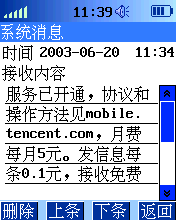 11:39
系统消息
时间 2003-06-20 11:34
接收内容
服务已开通，协议和
操作方法见mobile.
tencent.com，月费
每月5元。发信息每
条0.1元，接收免费
删除 上条 下条 返回